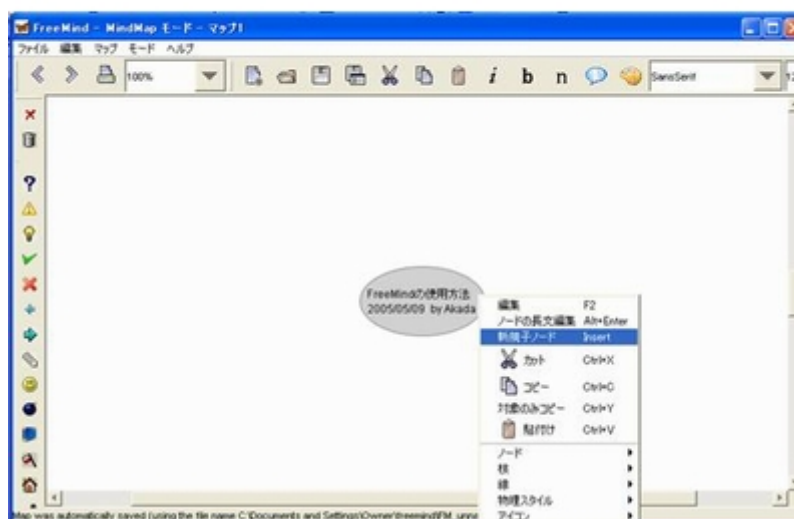 FreeMind - MindMap モード - マップ1
ファイル 編集 マップ モード ヘルプ
100%
i b n
SansSerif
12
FreeMindの使用方法
2005/05/09 by Akada
編集 F2
ノードの長文編集 Alt+Enter
新規子ノード Insert
カット Ctrl+X
コピー Ctrl+C
対象のみコピー Ctrl+Y
貼付け Ctrl+V
ノード
枝
線
物理スタイル
アイコン
Map was automatically saved (using the file name C:\Documents and Settings\Owner\freemind\FM_unna